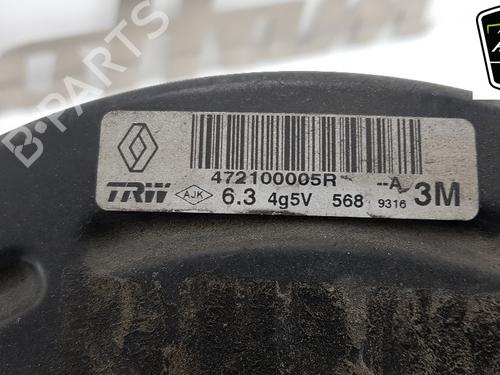 B-PARTS
472100005R --A
TRW AJK 6.3 4g5V 568 9316 3M